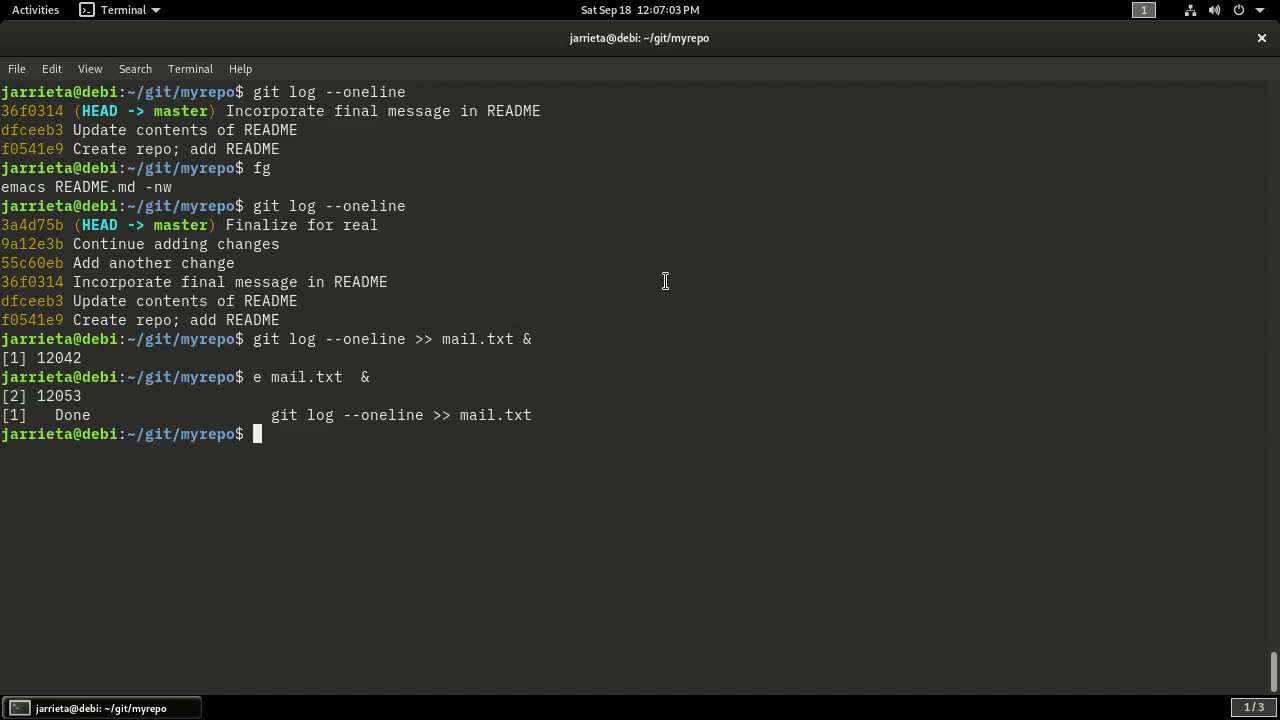 Activities Terminal Sat Sep 18 12:07:03 PM 1
jarrieta@debi: ~/git/myrepo
File Edit View Search Terminal Help
jarrieta@debi:~/git/myrepo$ git log --oneline
36f0314 (HEAD -> master) Incorporate final message in README
dfceeb3 Update contents of README
f0541e9 Create repo; add README
jarrieta@debi:~/git/myrepo$ fg
emacs README.md -nw
jarrieta@debi:~/git/myrepo$ git log --oneline
3a4d75b (HEAD -> master) Finalize for real
9a12e3b Continue adding changes
55c60eb Add another change
36f0314 Incorporate final message in README
dfceeb3 Update contents of README
f0541e9 Create repo; add README
jarrieta@debi:~/git/myrepo$ git log --oneline >> mail.txt &
[1] 12042
jarrieta@debi:~/git/myrepo$ e mail.txt  &
[2] 12053
[1]   Done                    git log --oneline >> mail.txt
jarrieta@debi:~/git/myrepo$
jarrieta@debi: ~/git/myrepo 1 / 3